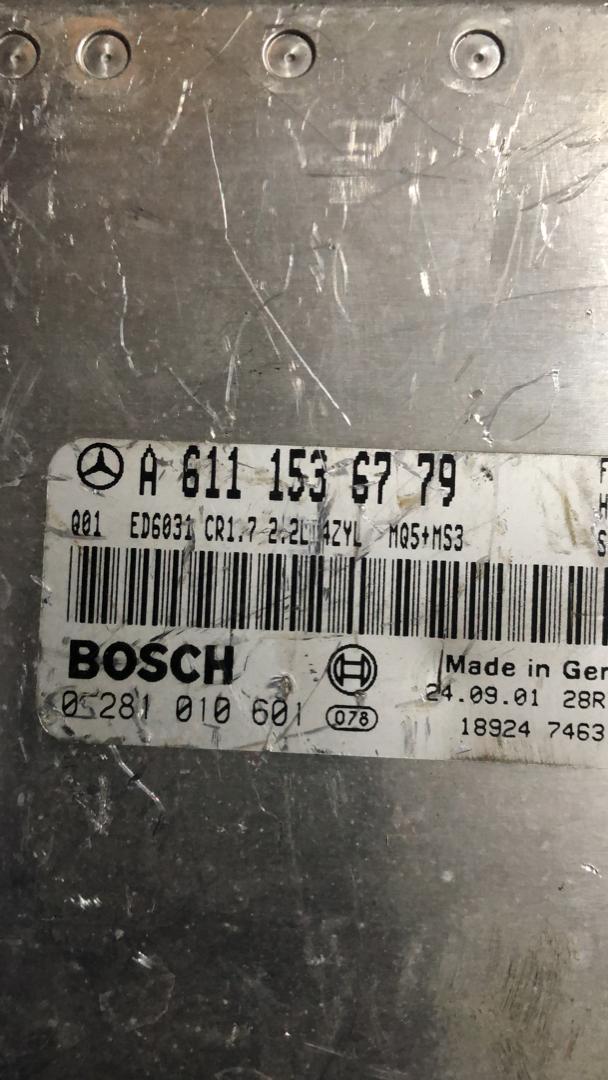 A 611 153 67 79
F
Q01 ED6031 CR1.7 2.2L 4ZYL MQ5+MS3
H
S
BOSCH
H
Made in Ger
0 281 010 601
078
24.09.01 28R
18924 7463